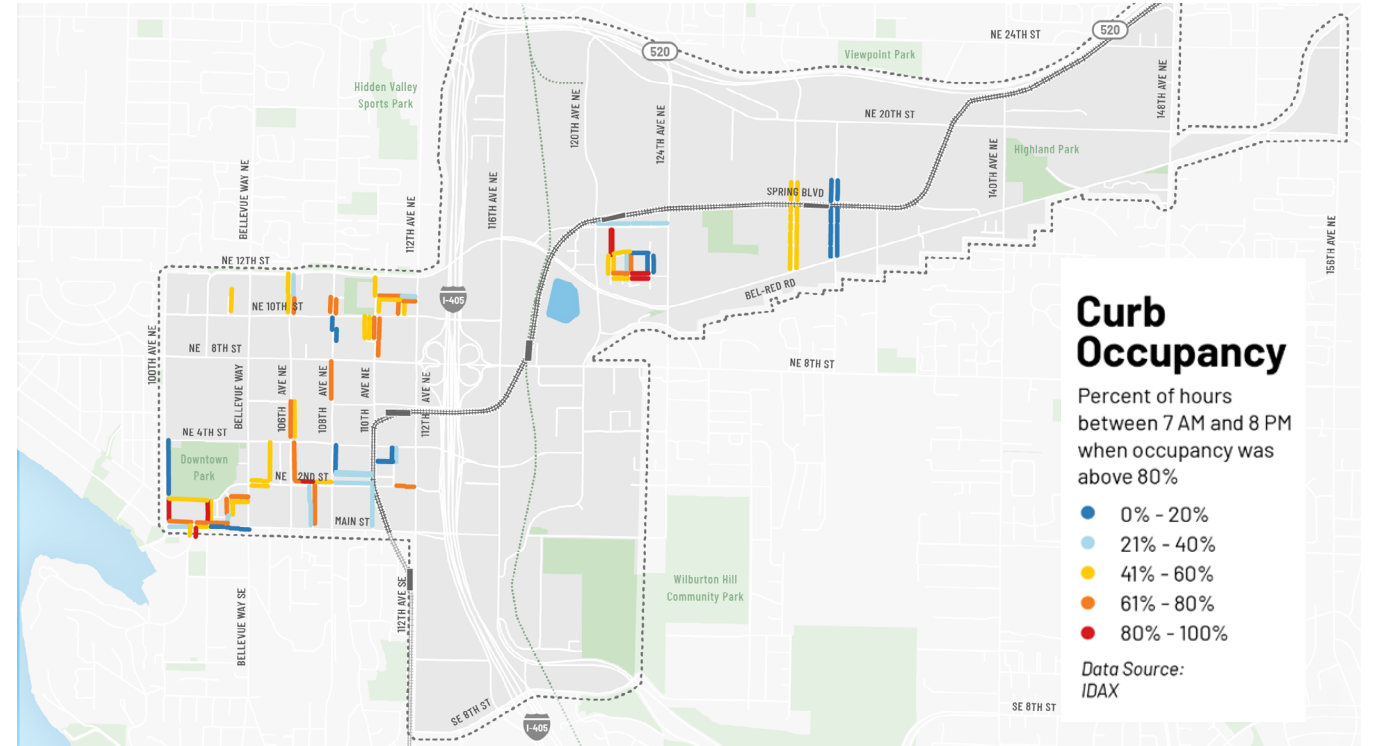 NE 24TH ST
520
520
Viewpoint Park
Hidden Valley
Sports Park
120TH AVE NE
124TH AVE NE
148TH AVE NE
NE 20TH ST
140TH AVE NE
Highland Park
BELLEVUE WAY NE
116TH AVE NE
112TH AVE NE
SPRING BLVD
156TH AVE NE
NE 12TH ST
BEL-RED RD
I-405
NE 10TH ST
100TH AVE NE
NE 8TH ST
NE 8TH ST
BELLEVUE WAY
106TH AVE NE
108TH AVE NE
110TH AVE NE
112TH AVE NE
NE 4TH ST
Downtown
Park
NE 2ND ST
MAIN ST
Wilburton Hill
Community Park
112TH AVE SE
BELLEVUE WAY SE
SE 8TH ST
I-405
SE 8TH ST
Curb
Occupancy
Percent of hours
between 7 AM and 8 PM
when occupancy was
above 80%
0% - 20%
21% - 40%
41% - 60%
61% - 80%
80% - 100%
Data Source:
IDAX